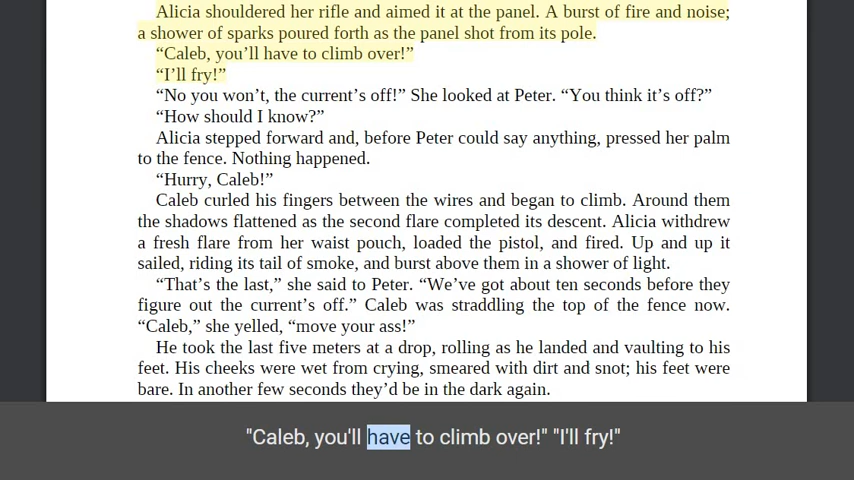 Alicia shouldered her rifle and aimed it at the panel. A burst of fire and noise;
a shower of sparks poured forth as the panel shot from its pole.
“Caleb, you’ll have to climb over!”
“I’ll fry!”
“No you won’t, the current’s off!” She looked at Peter. “You think it’s off?”
“How should I know?”
Alicia stepped forward and, before Peter could say anything, pressed her palm
to the fence. Nothing happened.
“Hurry, Caleb!”
Caleb curled his fingers between the wires and began to climb. Around them
the shadows flattened as the second flare completed its descent. Alicia withdrew
a fresh flare from her waist pouch, loaded the pistol, and fired. Up and up it
sailed, riding its tail of smoke, and burst above them in a shower of light.
“That’s the last,” she said to Peter. “We’ve got about ten seconds before they
figure out the current’s off.” Caleb was straddling the top of the fence now.
“Caleb,” she yelled, “move your ass!”
He took the last five meters at a drop, rolling as he landed and vaulting to his
feet. His cheeks were wet from crying, smeared with dirt and snot; his feet were
bare. In another few seconds they’d be in the dark again.
"Caleb, you'll have to climb over!" "I'll fry!"